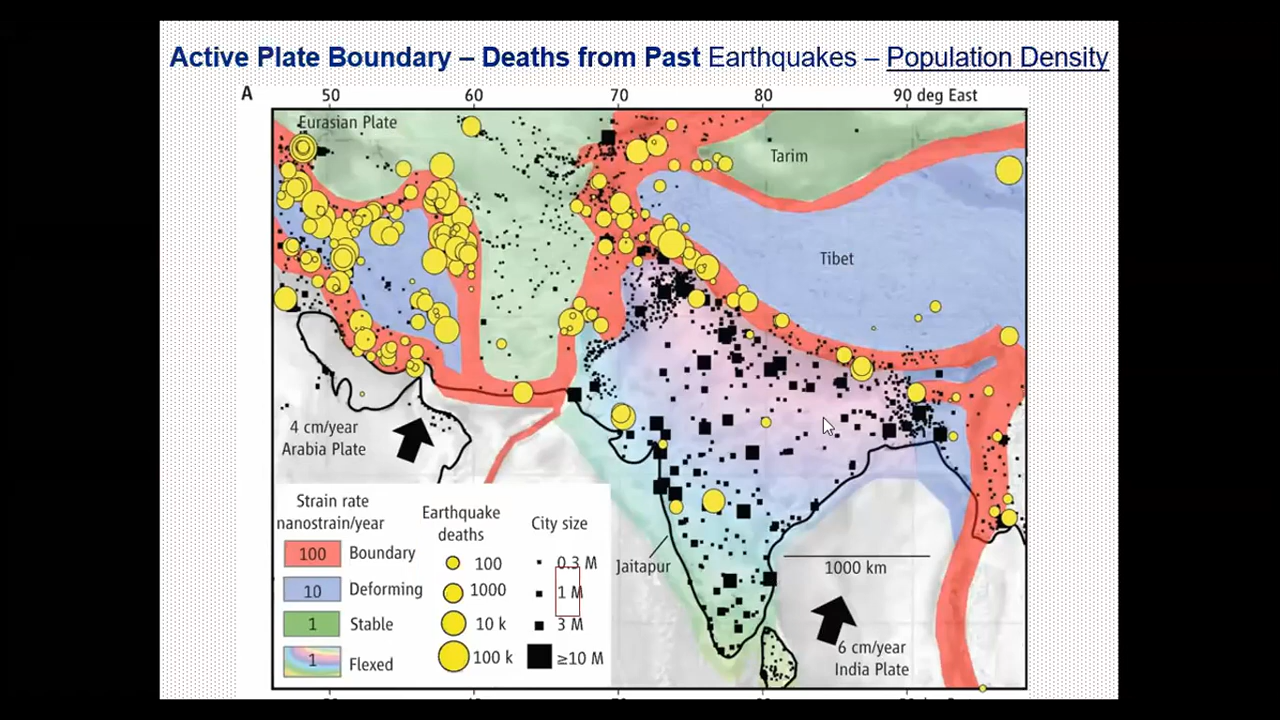 Active Plate Boundary – Deaths from Past Earthquakes – Population Density
A
50 60 70 80 90 deg East
Eurasian Plate
Tarim
Tibet
4 cm/year
Arabia Plate
Strain rate
nanostrain/year
100 Boundary
10 Deforming
1 Stable
1 Flexed
Earthquake
deaths
100
1000
10 k
100 k
City size
0.3 M
1 M
3 M
≥10 M
Jaitapur
1000 km
6 cm/year
India Plate